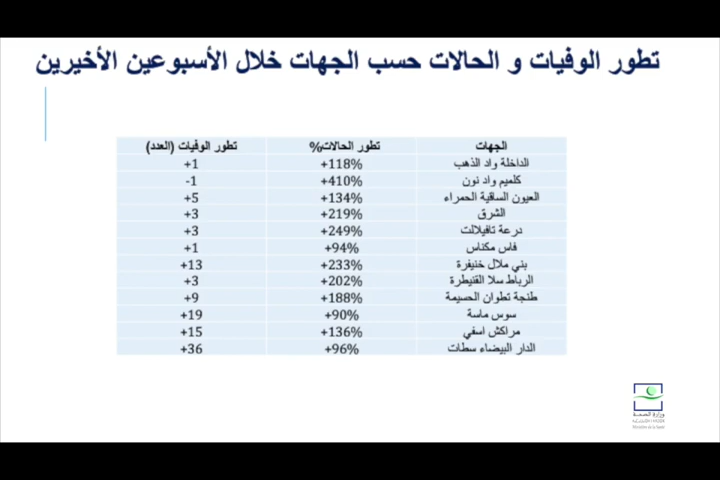 تطور الوفيات و الحالات حسب الجهات خلال الأسبوعين الأخيرين
الجهات تطور الحالات% تطور الوفيات (العدد)
الداخلة واد الذهب +118% +1
كلميم واد نون +410% -1
العيون الساقية الحمراء +134% +5
الشرق +219% +3
درعة تافيلالت +249% +3
فاس مكناس +94% +1
بني ملال خنيفرة +233% +13
الرباط سلا القنيطرة +202% +3
طنجة تطوان الحسيمة +188% +9
سوس ماسة +90% +19
مراكش اسفي +136% +15
الدار البيضاء سطات +96% +36
وزارة الصحة